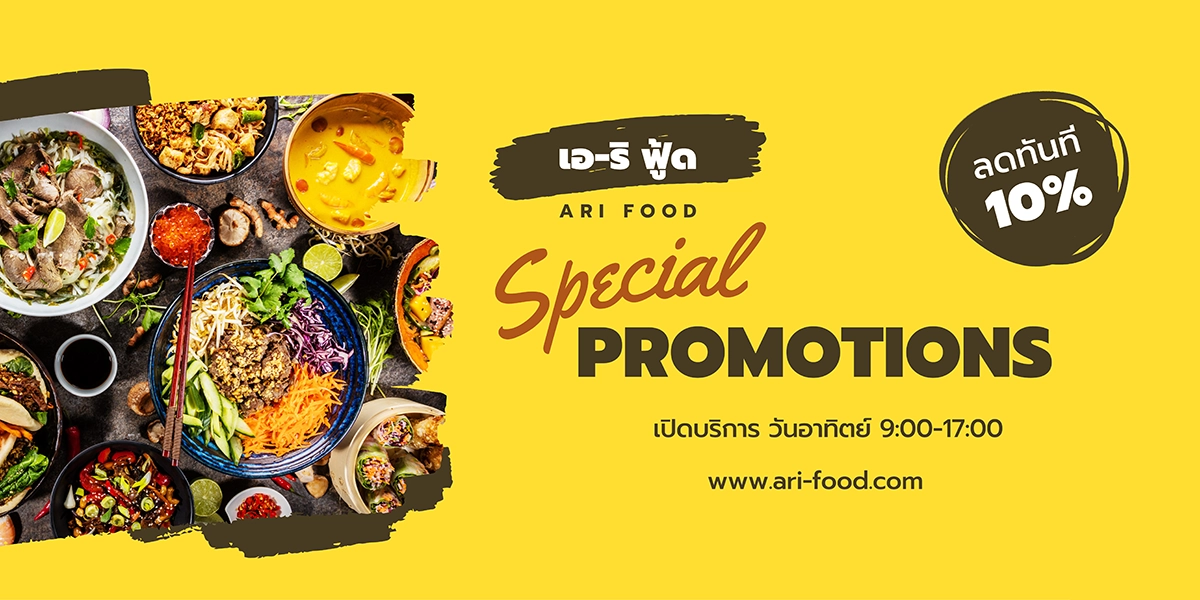 เอ-ริ ฟู้ด
ARI FOOD
Special
PROMOTIONS
ลดทันที
10%
เปิดบริการ วันอาทิตย์ 9:00-17:00
www.ari-food.com